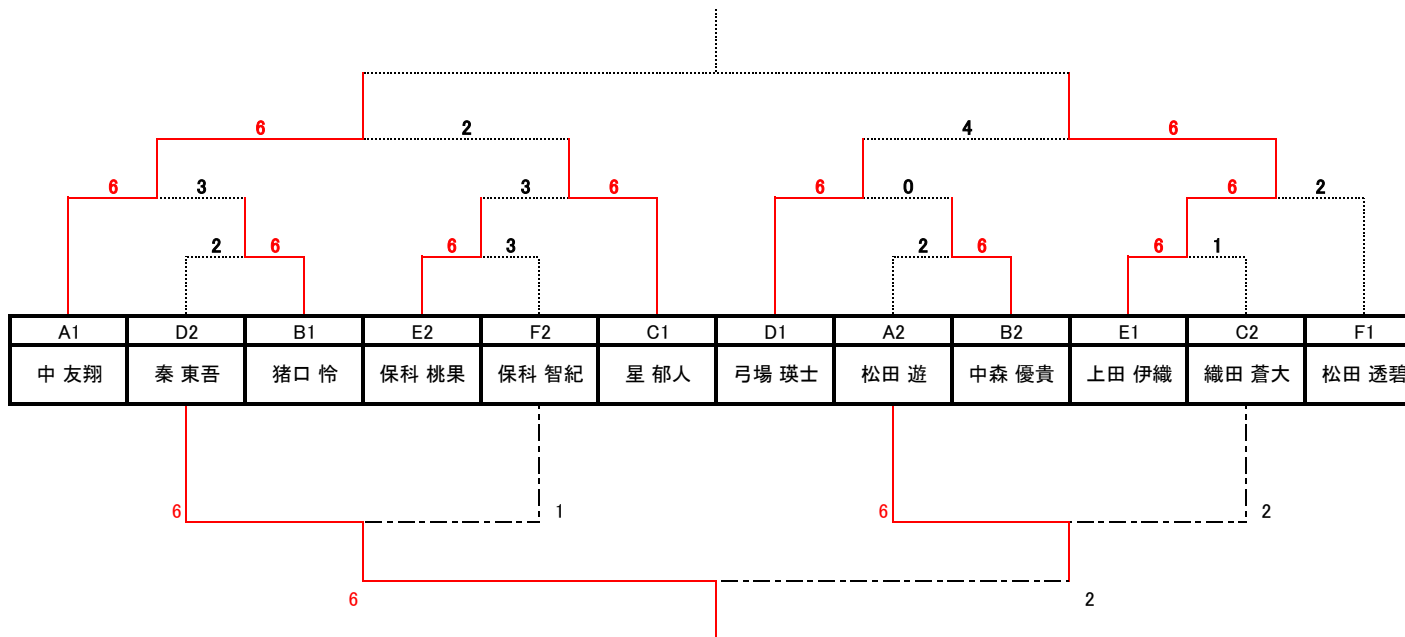 6 2 4 6
6 3 3 6 6 0 6 2
2 6 6 3 2 6 6 1
A1 D2 B1 E2 F2 C1 D1 A2 B2 E1 C2 F1
中 友翔 秦 東吾 猪口 怜 保科 桃果 保科 智紀 星 郁人 弓場 瑛士 松田 遊 中森 優貴 上田 伊織 織田 蒼大 松田 透碧
6 1 6 2
6 2